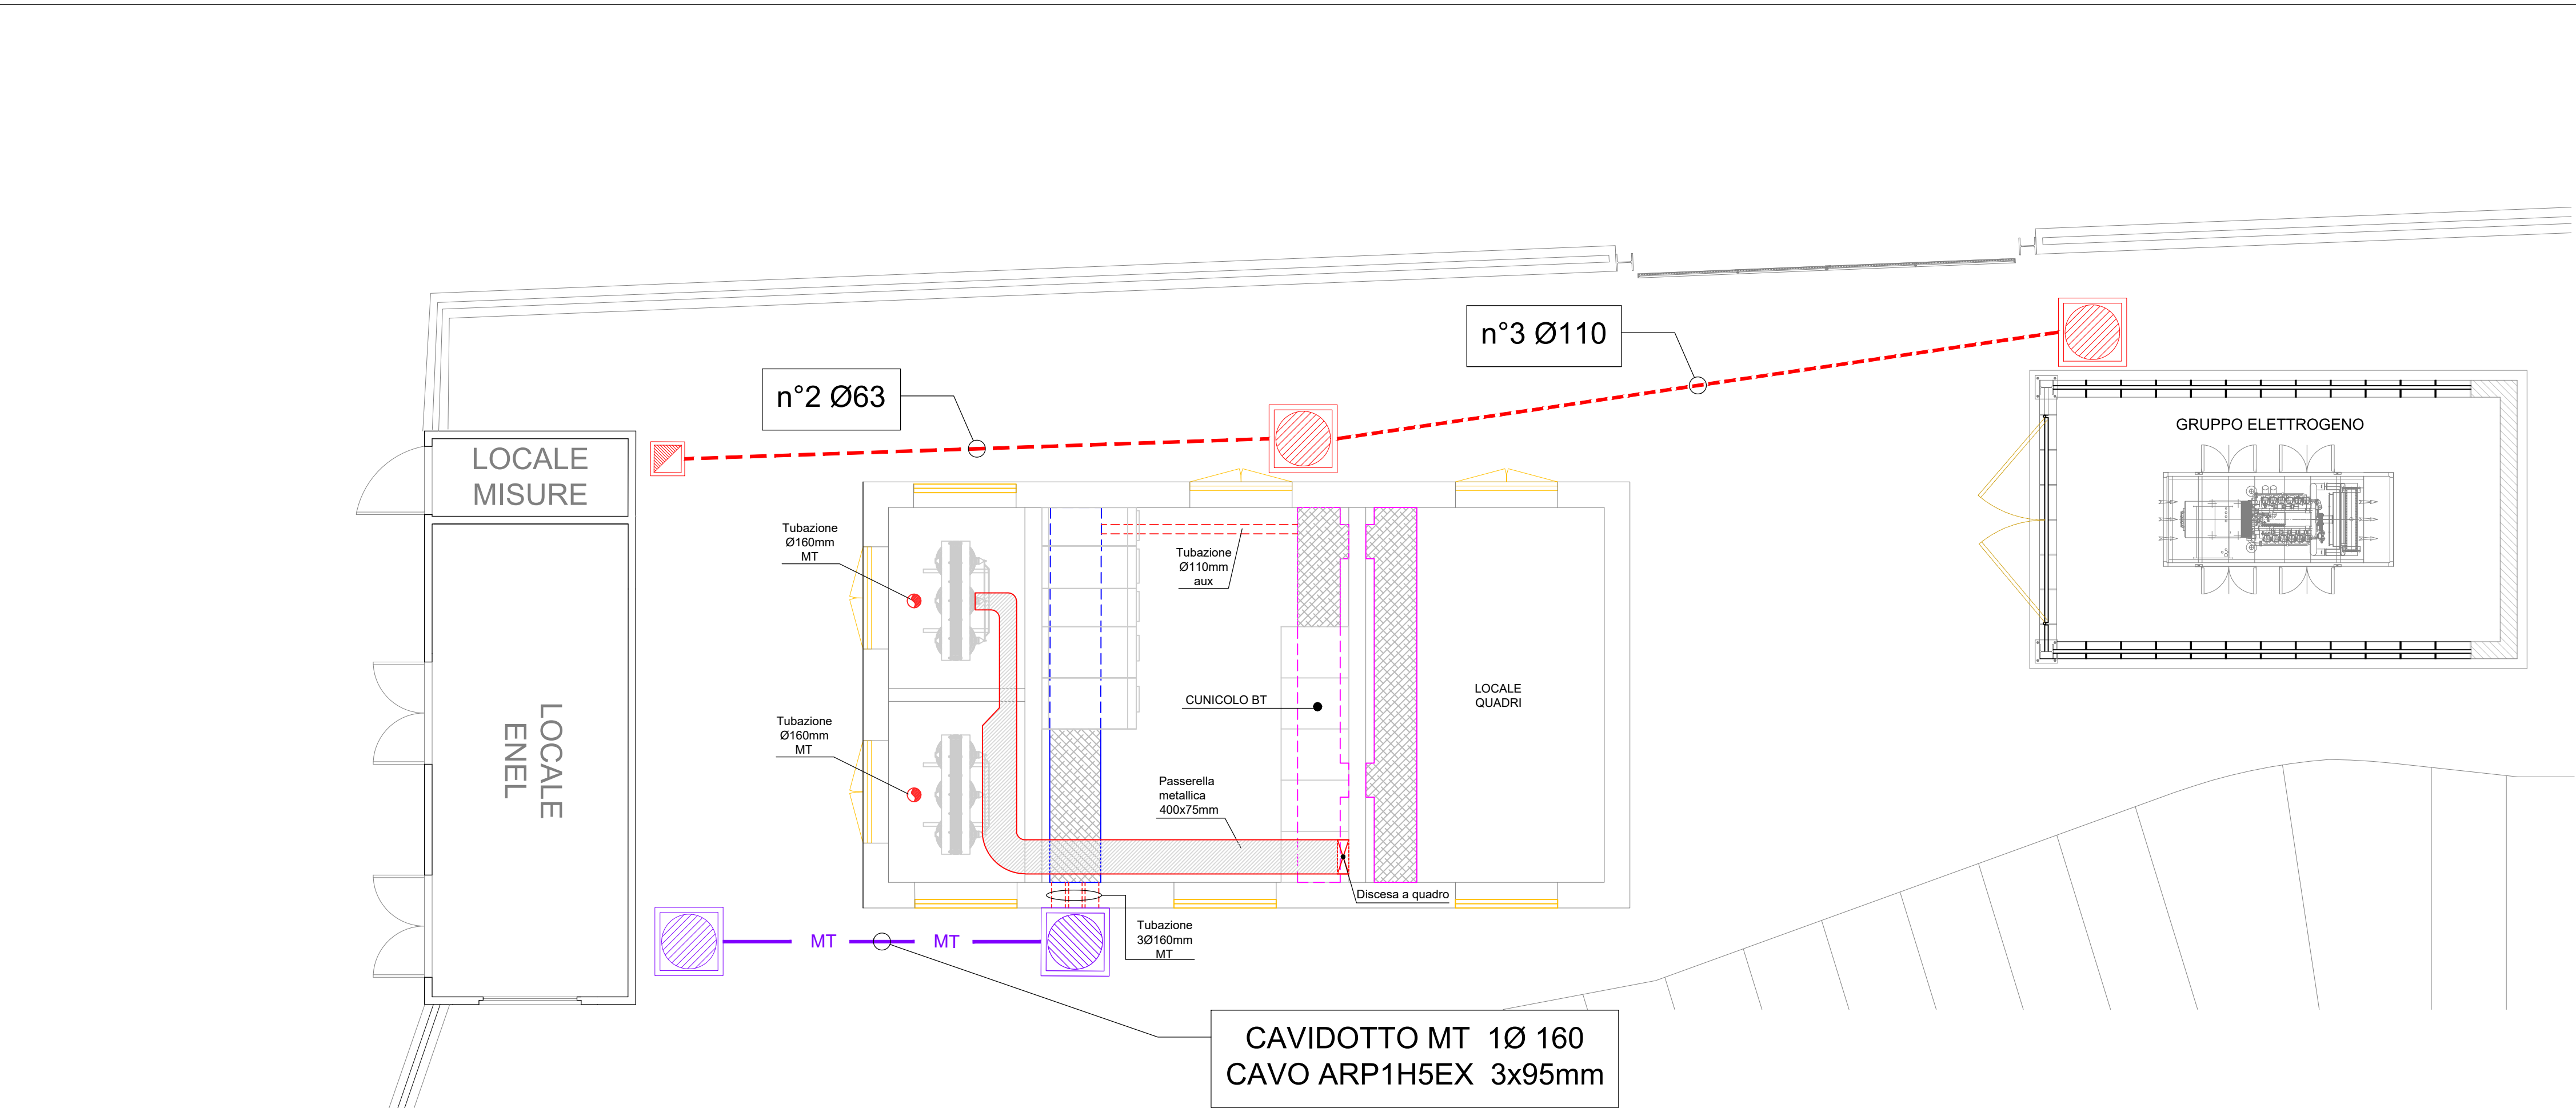 n°3 Ø110
n°2 Ø63
GRUPPO ELETTROGENO
LOCALE
MISURE
Tubazione
Ø160mm
MT
Tubazione
Ø110mm
aux
LOCALE
QUADRI
CUNICOLO BT
LOCALE
ENEL
Tubazione
Ø160mm
MT
Passerella
metallica
400x75mm
Discesa a quadro
Tubazione
3Ø160mm
MT
MT
MT
CAVIDOTTO MT 1Ø 160
CAVO ARP1H5EX 3x95mm